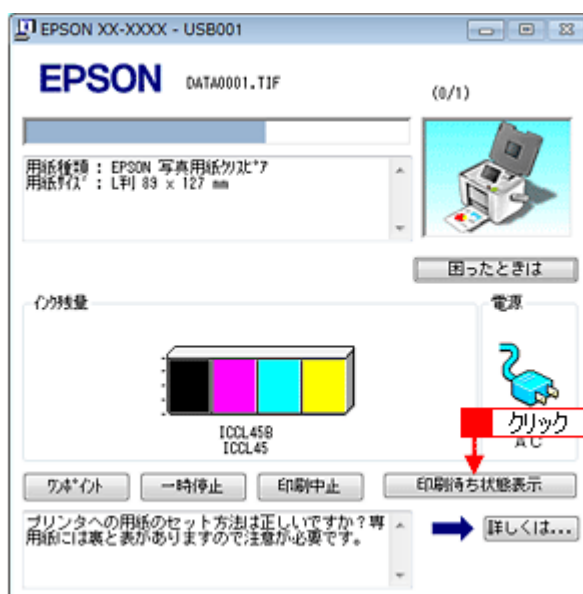 EPSON XX-XXXX - USB001
EPSON DATA0001.TIF
(0/1)
用紙種類 : EPSON 写真用紙ｸﾘｽﾋﾟｱ
用紙ｻｲｽﾞ : L判 89 x 127 mm
困ったときは
ｲﾝｸ残量
電源
ICCL45B
ICCL45
クリック
AC
ﾜﾝﾎﾟｲﾝﾄ
一時停止
印刷中止
印刷待ち状態表示
プリンタへの用紙のセット方法は正しいですか？専
用紙には裏と表がありますので注意が必要です。
詳しくは...